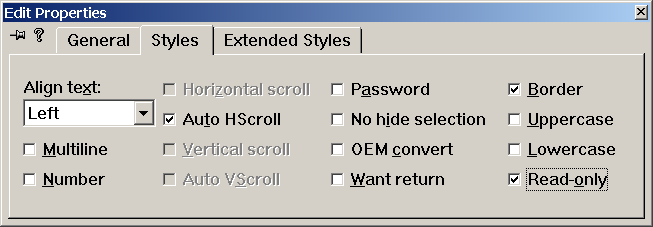 Edit Properties
? General Styles Extended Styles
Align text: Horizontal scroll Password Border
Left Auto HScroll No hide selection Uppercase
Multiline Vertical scroll OEM convert Lowercase
Number Auto VScroll Want return Read-only